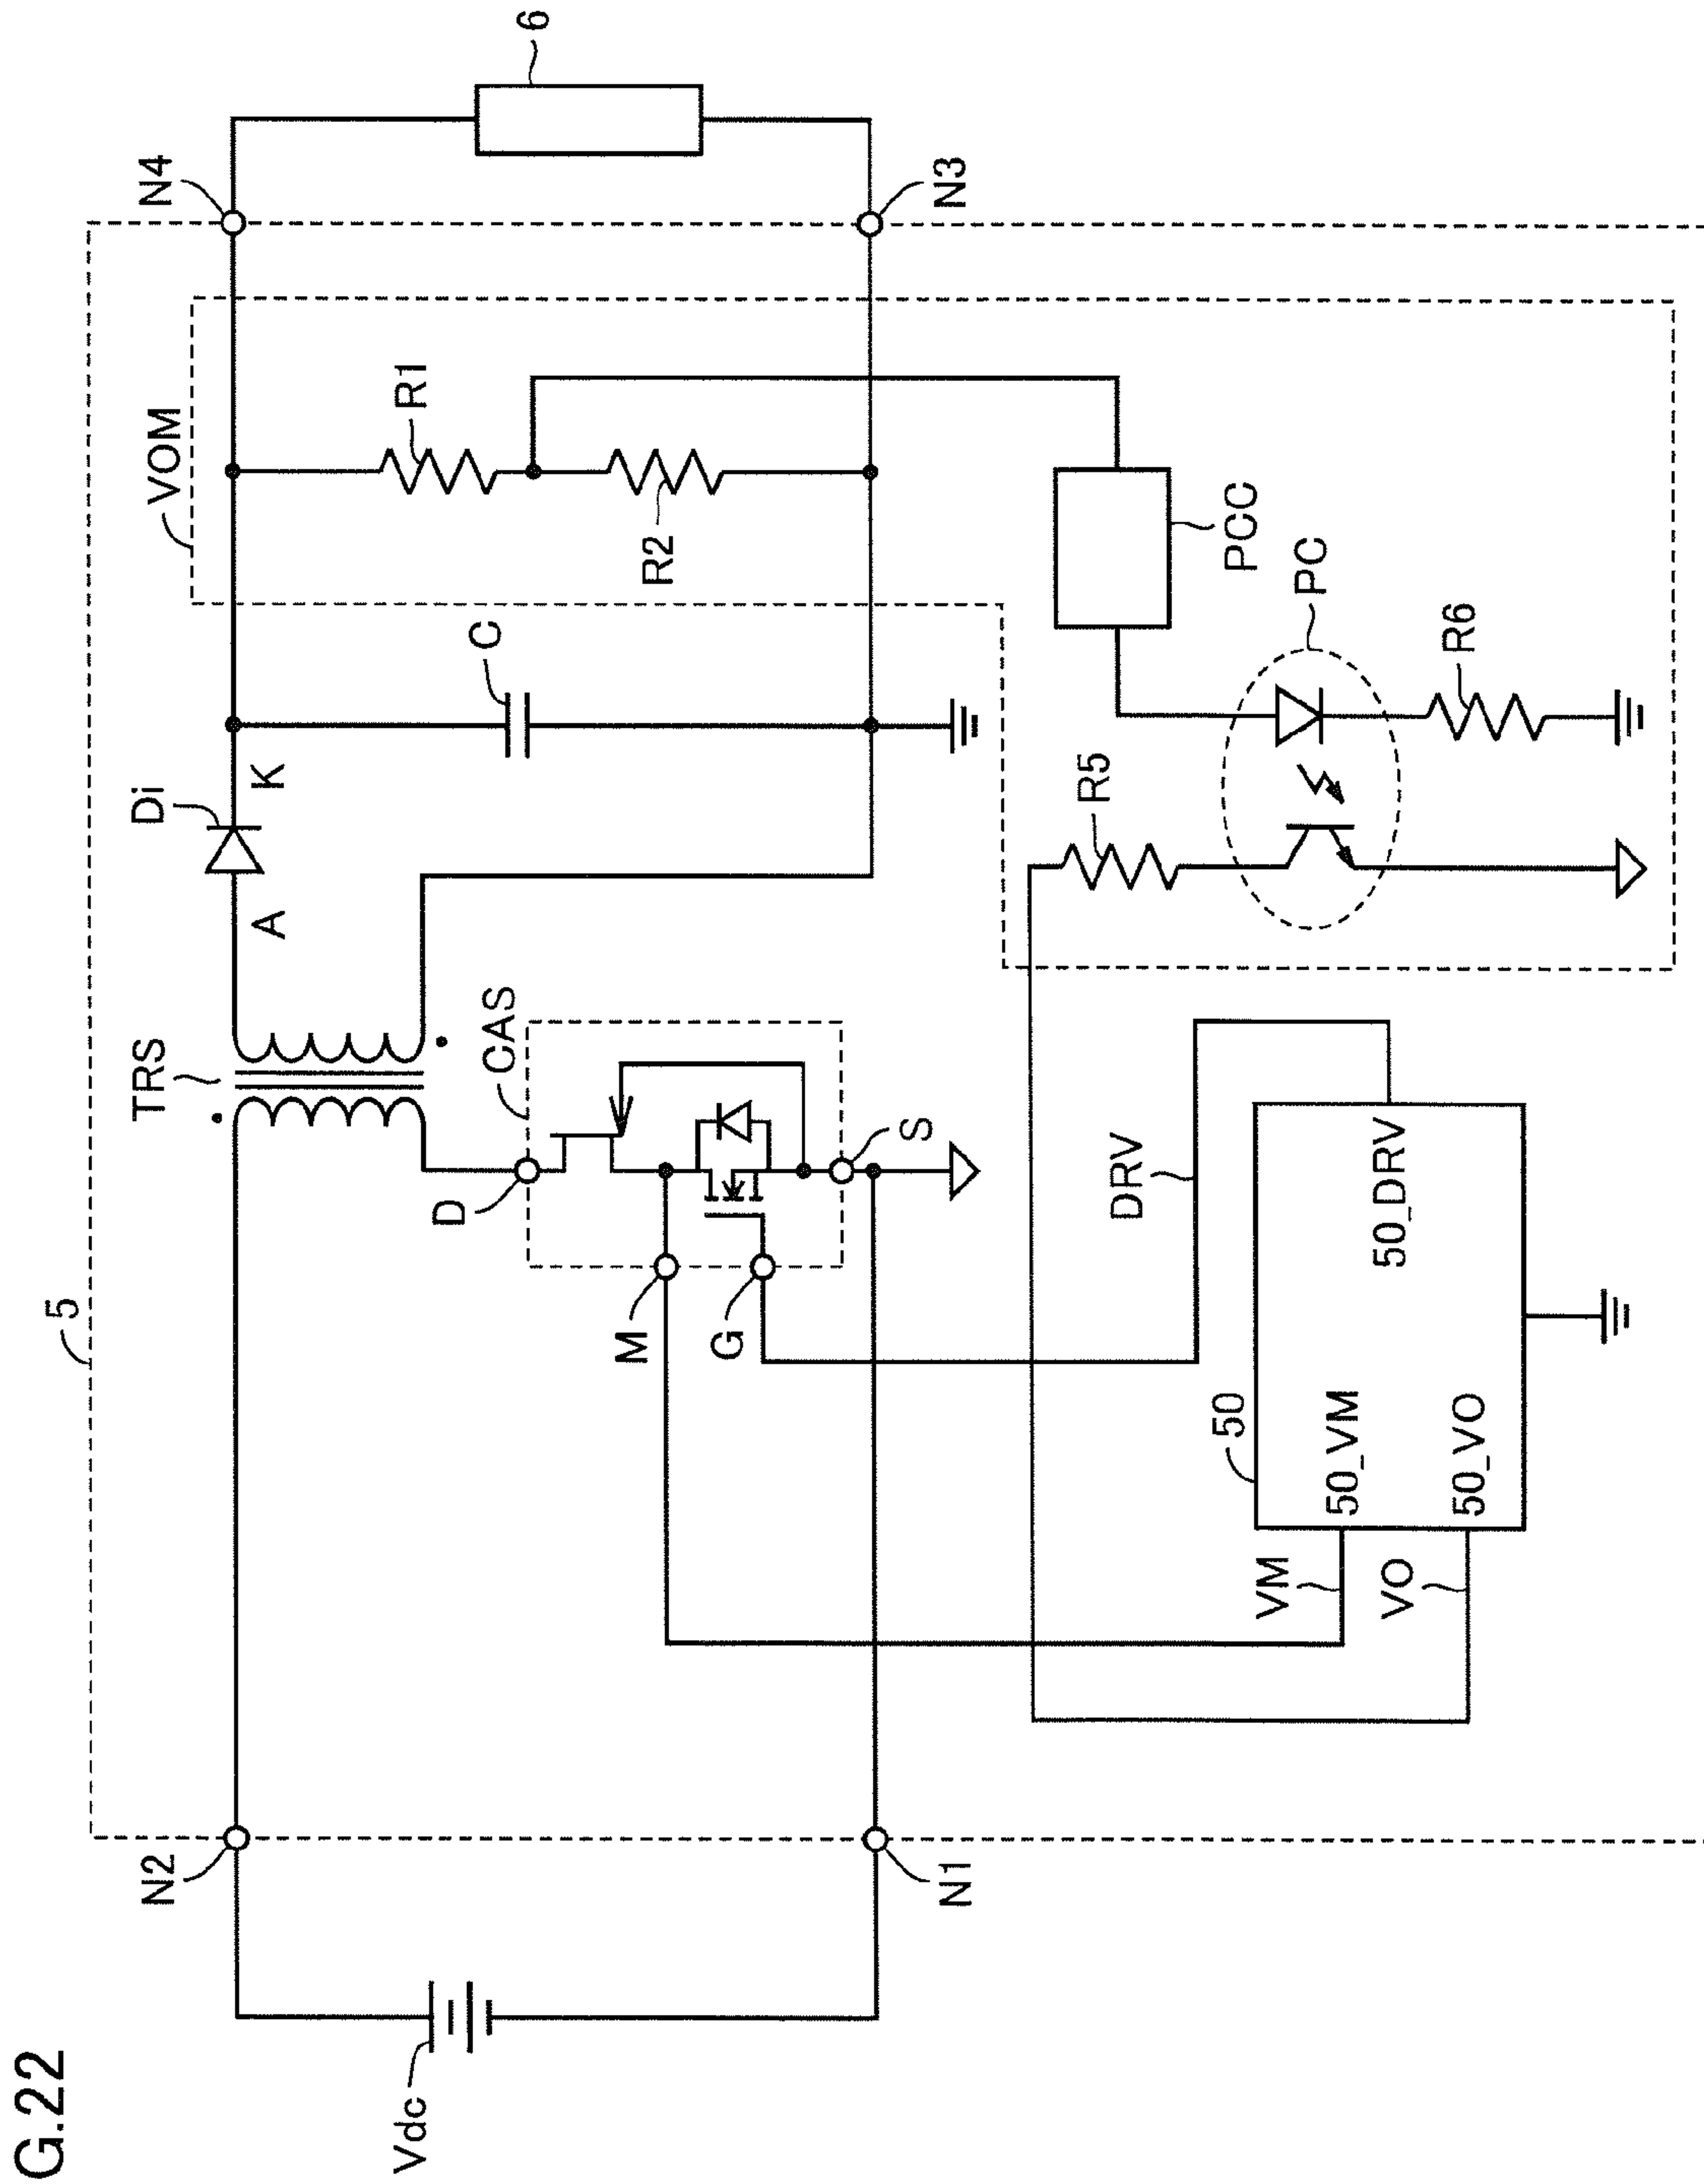 G.22
5
VOM
N4
6
TRS
Di
A
K
C
R1
R2
N3
N2
Vdc
N1
CAS
D
M
G
S
DRV
R5
PCC
PC
R6
50
50_VM
50_VO
50_DRV
VM
VO